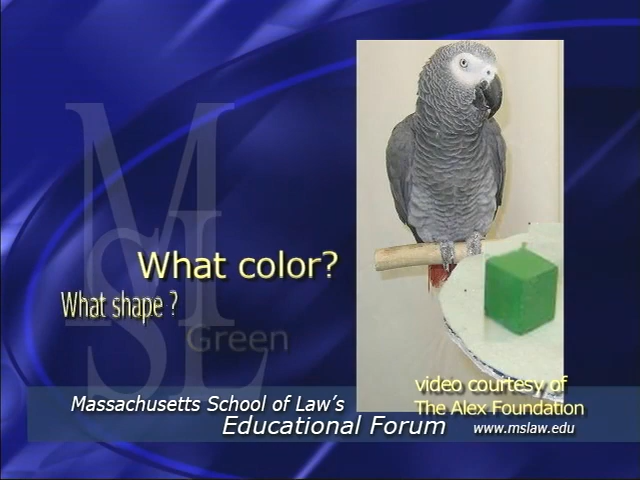 MSL
What color?
What shape ?
Green
video courtesy of
The Alex Foundation
Massachusetts School of Law's
Educational Forum
www.mslaw.edu